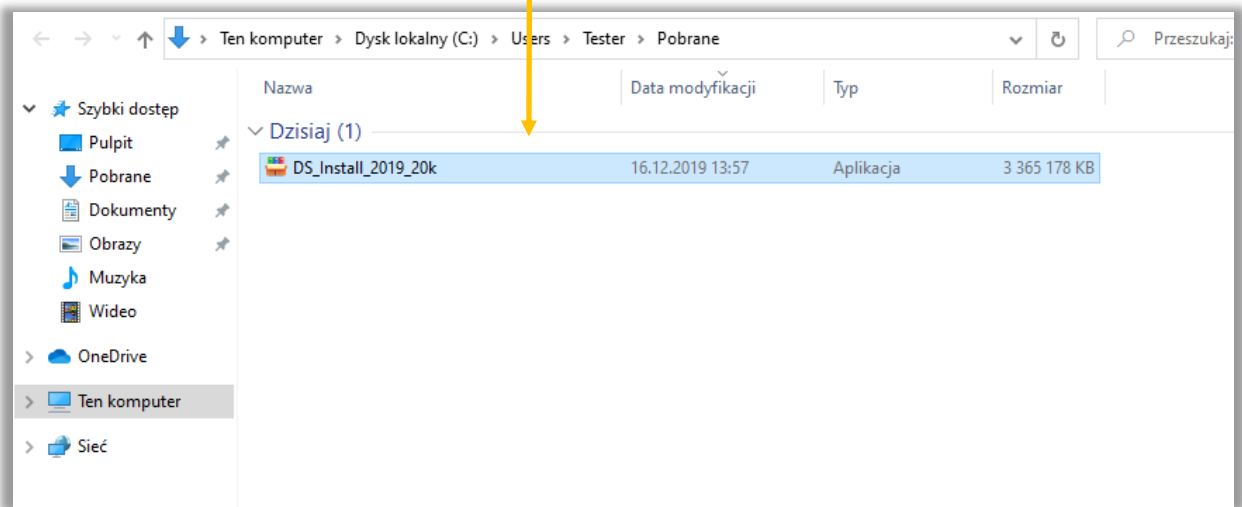 Ten komputer > Dysk lokalny (C:) > Users > Tester > Pobrane
Przeszukaj:
Nazwa Data modyfikacji Typ Rozmiar
Szybki dostęp
Dzisiaj (1)
Pulpit
DS_Install_2019_20k 16.12.2019 13:57 Aplikacja 3 365 178 KB
Pobrane
Dokumenty
Obrazy
Muzyka
Wideo
OneDrive
Ten komputer
Sieć